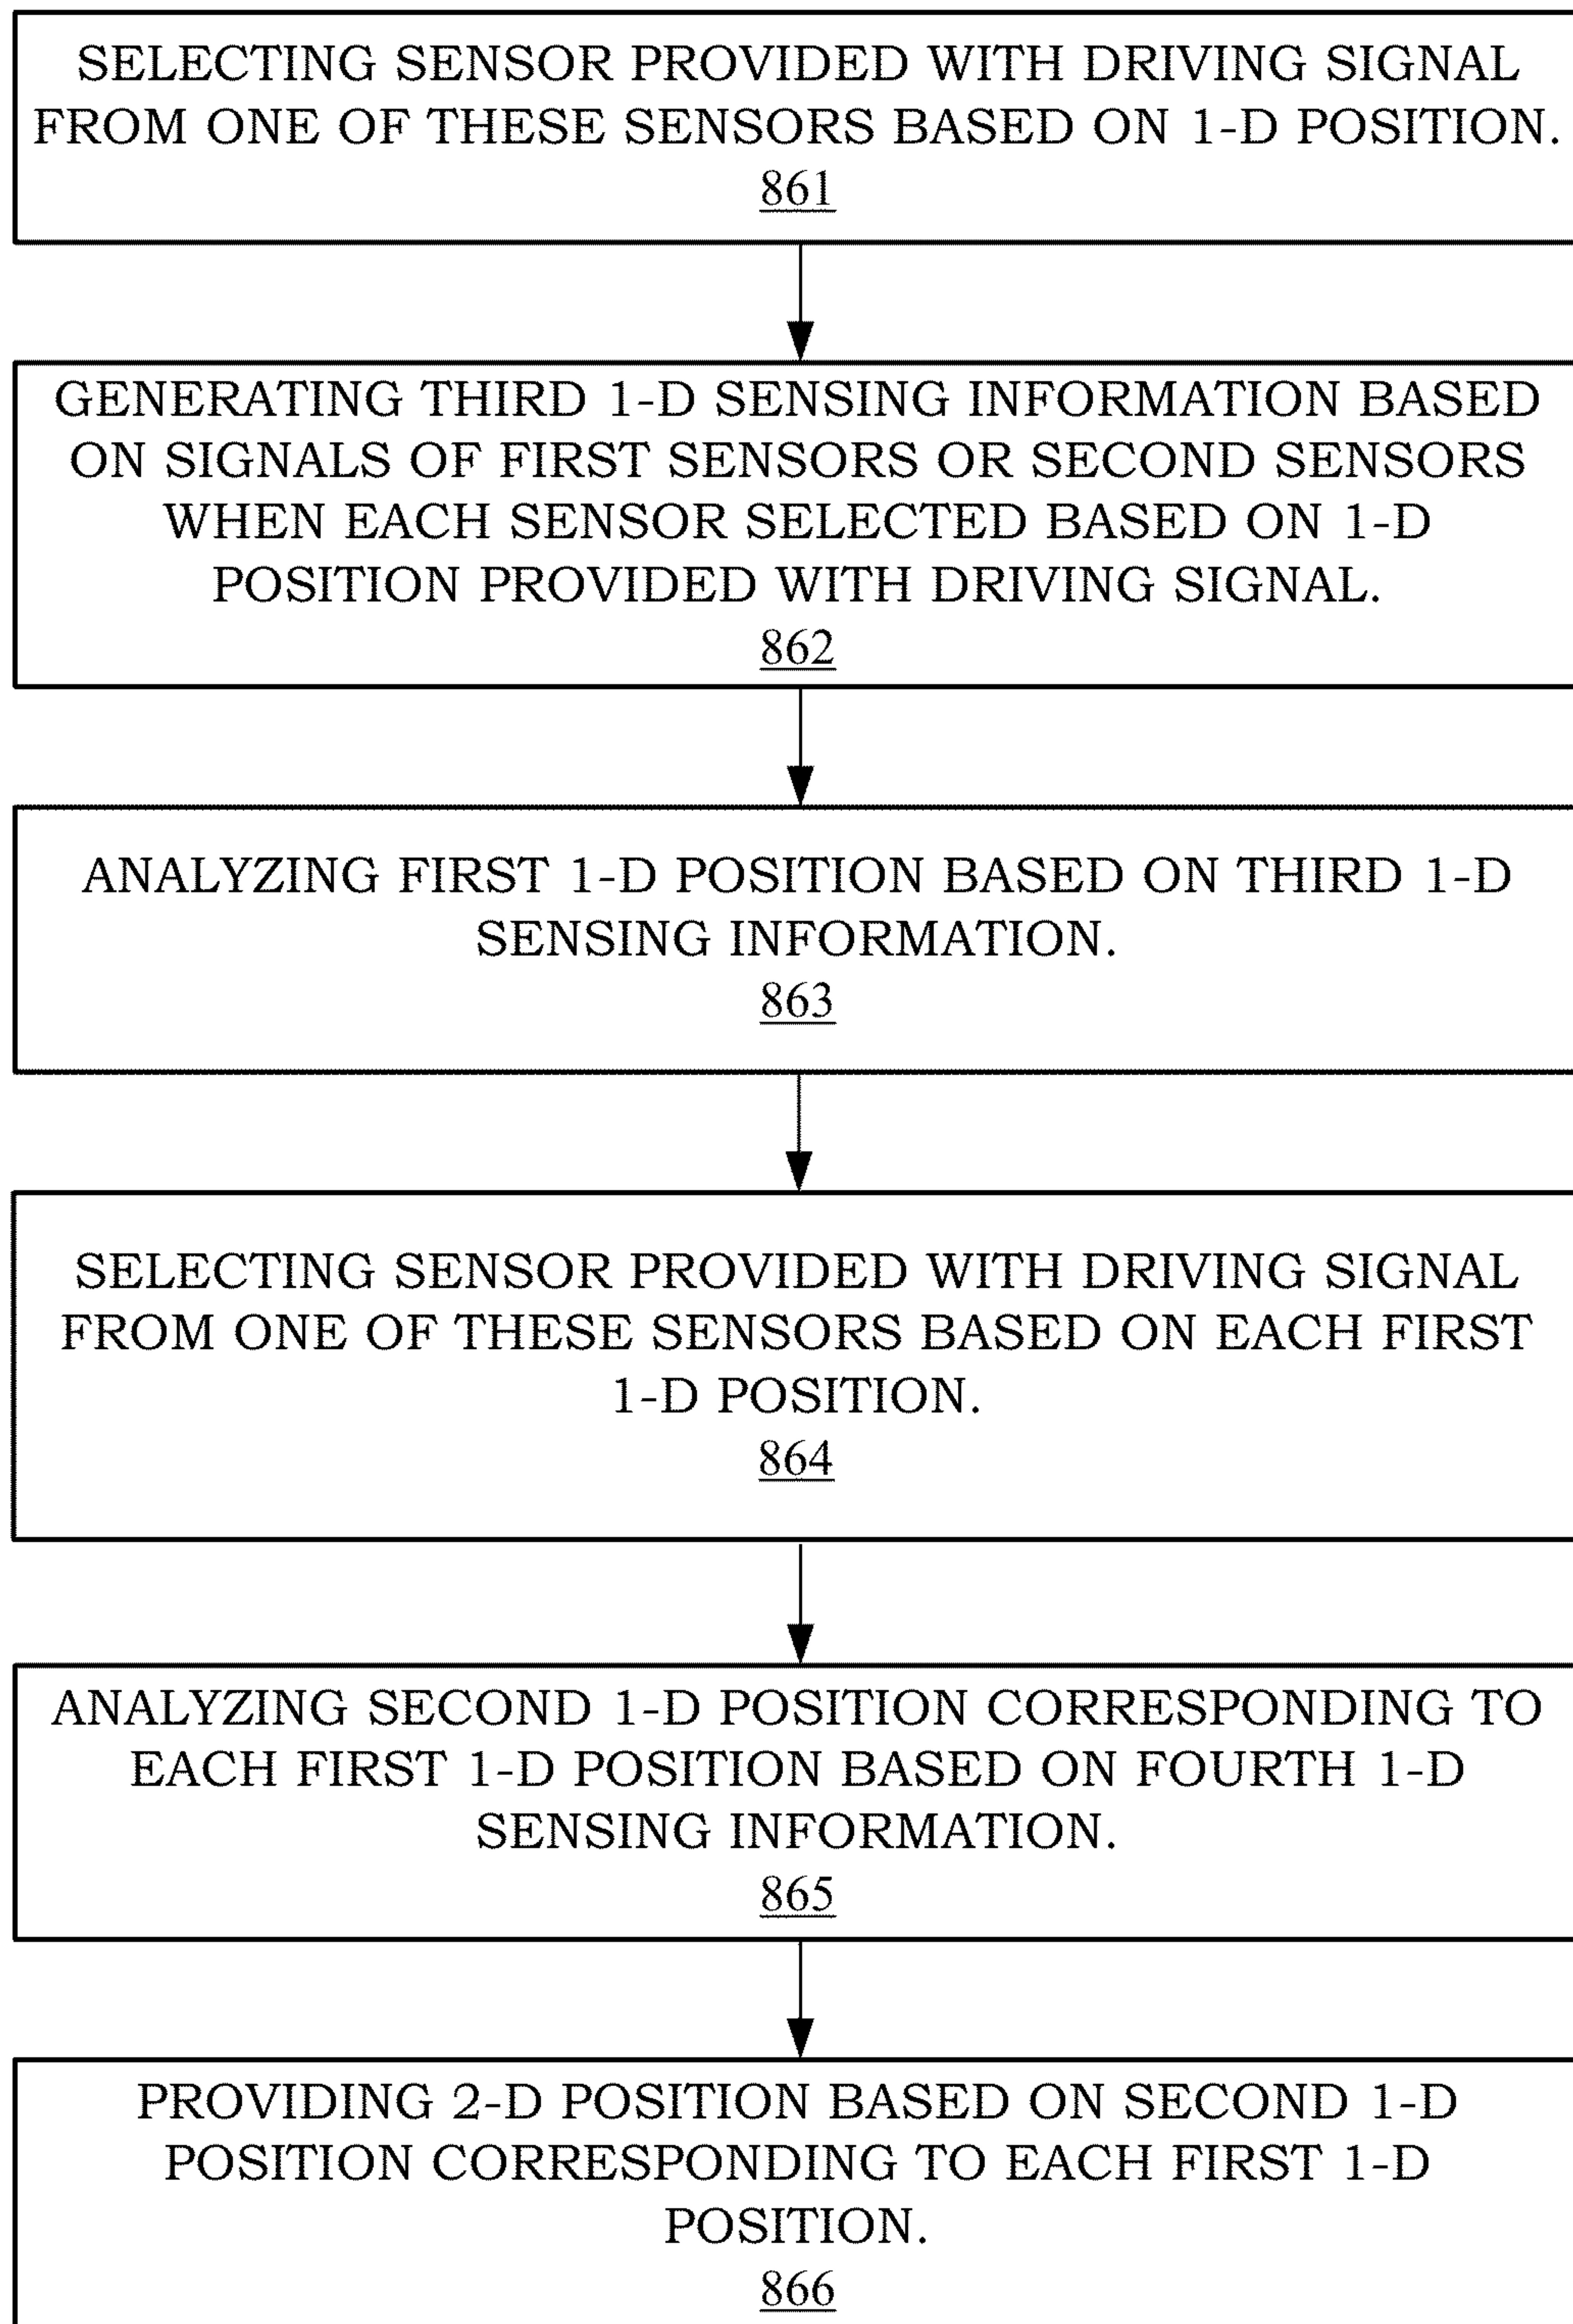 SELECTING SENSOR PROVIDED WITH DRIVING SIGNAL
FROM ONE OF THESE SENSORS BASED ON 1-D POSITION.
861
GENERATING THIRD 1-D SENSING INFORMATION BASED
ON SIGNALS OF FIRST SENSORS OR SECOND SENSORS
WHEN EACH SENSOR SELECTED BASED ON 1-D
POSITION PROVIDED WITH DRIVING SIGNAL.
862
ANALYZING FIRST 1-D POSITION BASED ON THIRD 1-D
SENSING INFORMATION.
863
SELECTING SENSOR PROVIDED WITH DRIVING SIGNAL
FROM ONE OF THESE SENSORS BASED ON EACH FIRST
1-D POSITION.
864
ANALYZING SECOND 1-D POSITION CORRESPONDING TO
EACH FIRST 1-D POSITION BASED ON FOURTH 1-D
SENSING INFORMATION.
865
PROVIDING 2-D POSITION BASED ON SECOND 1-D
POSITION CORRESPONDING TO EACH FIRST 1-D
POSITION.
866